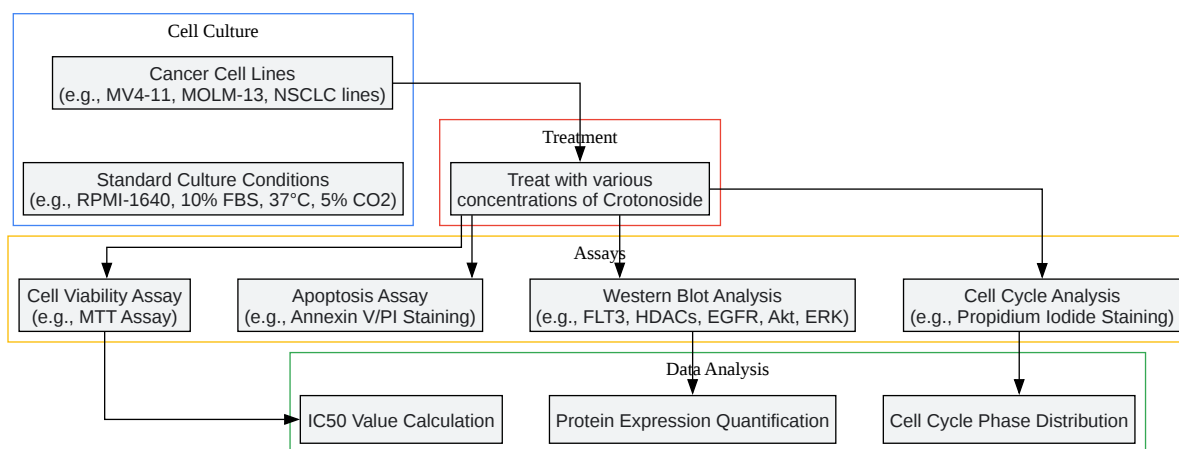 Cell Culture
Cancer Cell Lines
(e.g., MV4-11, MOLM-13, NSCLC lines)
Standard Culture Conditions
(e.g., RPMI-1640, 10% FBS, 37°C, 5% CO2)
Treatment
Treat with various
concentrations of Crotonoside
Assays
Cell Viability Assay
(e.g., MTT Assay)
Apoptosis Assay
(e.g., Annexin V/PI Staining)
Western Blot Analysis
(e.g., FLT3, HDACs, EGFR, Akt, ERK)
Cell Cycle Analysis
(e.g., Propidium Iodide Staining)
Data Analysis
IC50 Value Calculation
Protein Expression Quantification
Cell Cycle Phase Distribution